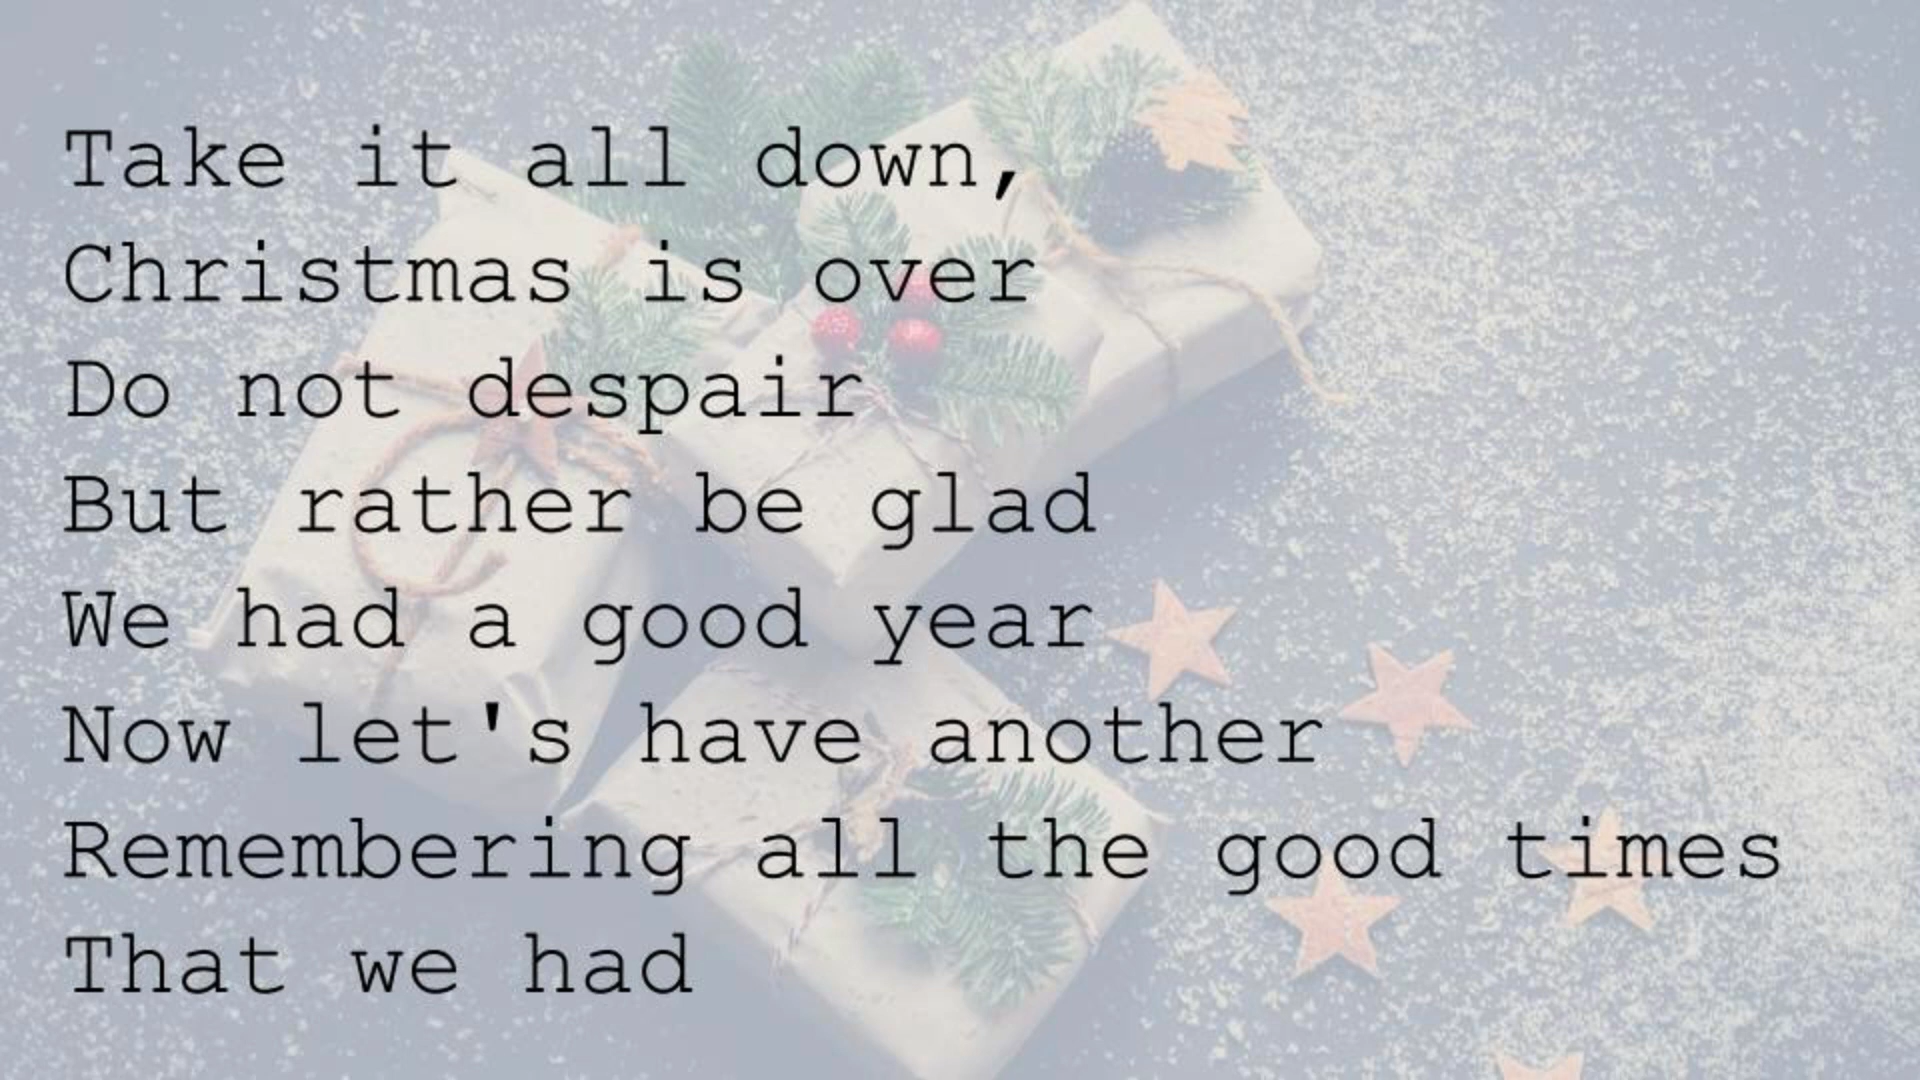 Take it all down,
Christmas is over
Do not despair
But rather be glad
We had a good year
Now let's have another
Remembering all the good times
That we had